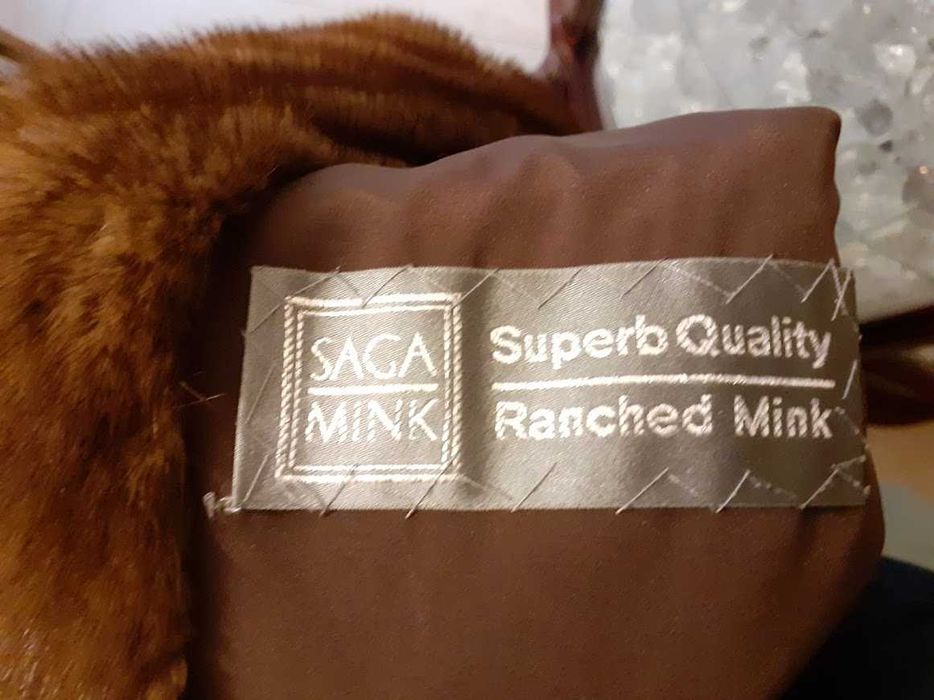 SAGA
MINK
Superb Quality
Ranched Mink